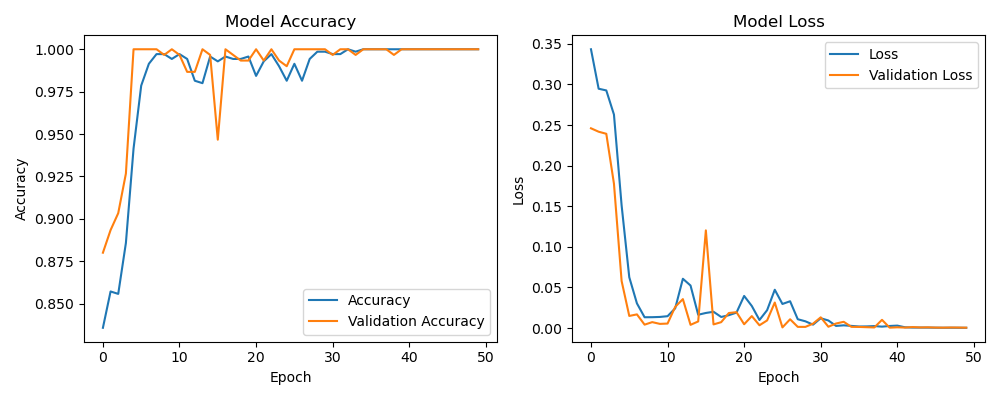 Model Accuracy
1.000
0.975
0.950
0.925
0.900
0.875
0.850
Accuracy
Accuracy
Validation Accuracy
0 10 20 30 40 50
Epoch
Model Loss
0.35
0.30
0.25
0.20
0.15
0.10
0.05
0.00
Loss
Loss
Validation Loss
0 10 20 30 40 50
Epoch